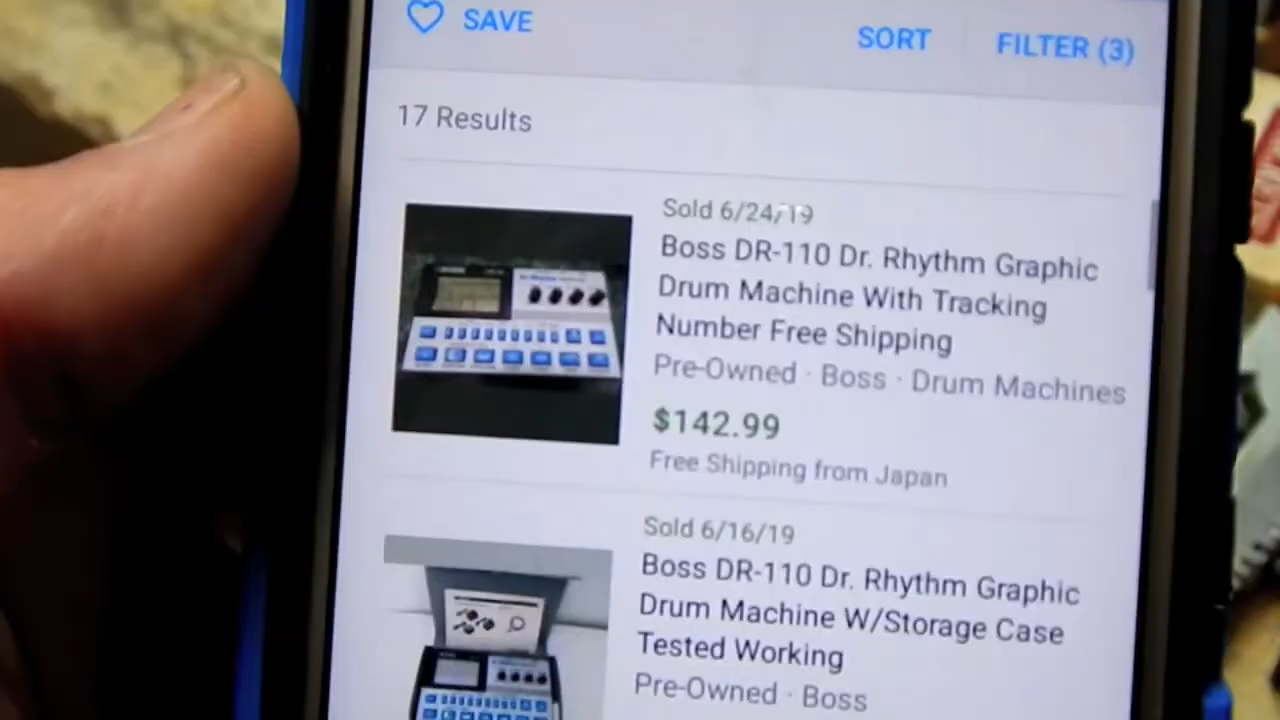 SAVE
SORT
FILTER (3)
17 Results
Sold 6/24/19
Boss DR-110 Dr. Rhythm Graphic
Drum Machine With Tracking
Number Free Shipping
Pre-Owned · Boss · Drum Machines
$142.99
Free Shipping from Japan
Sold 6/16/19
Boss DR-110 Dr. Rhythm Graphic
Drum Machine W/Storage Case
Tested Working
Pre-Owned · Boss